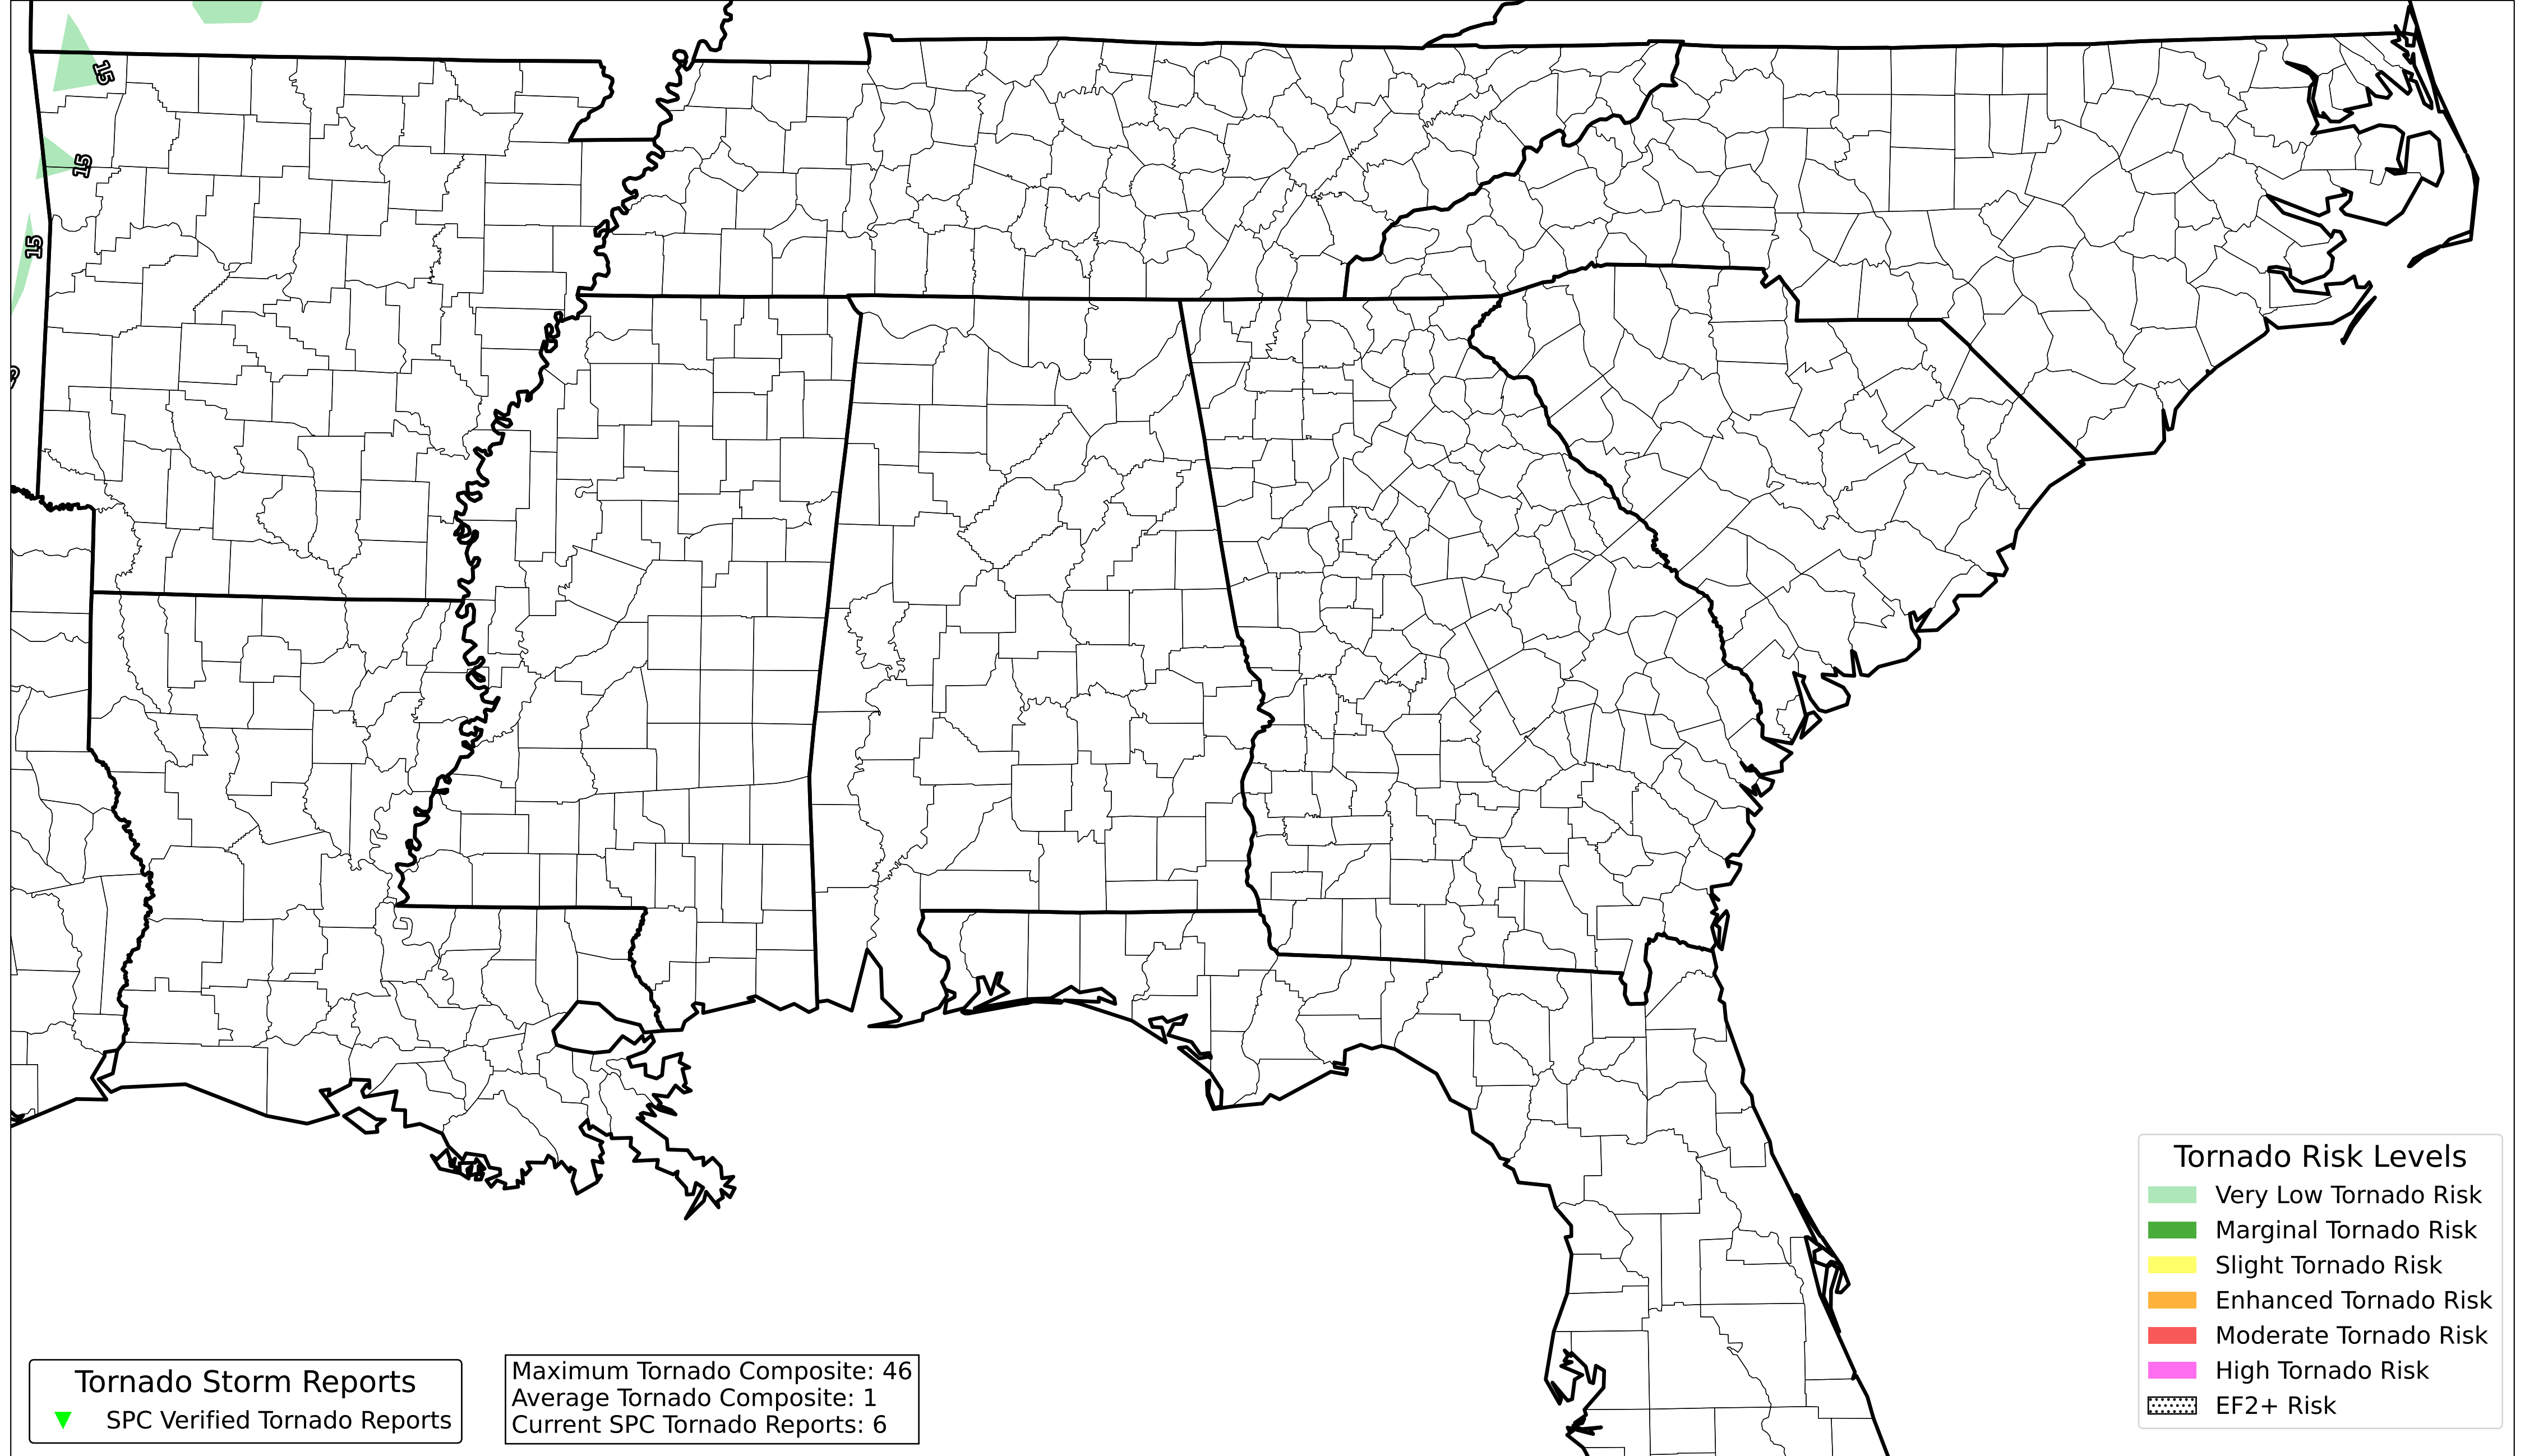 15
15
15
Tornado Risk Levels
Very Low Tornado Risk
Marginal Tornado Risk
Slight Tornado Risk
Enhanced Tornado Risk
Moderate Tornado Risk
High Tornado Risk
EF2+ Risk
Tornado Storm Reports
SPC Verified Tornado Reports
Maximum Tornado Composite: 46
Average Tornado Composite: 1
Current SPC Tornado Reports: 6